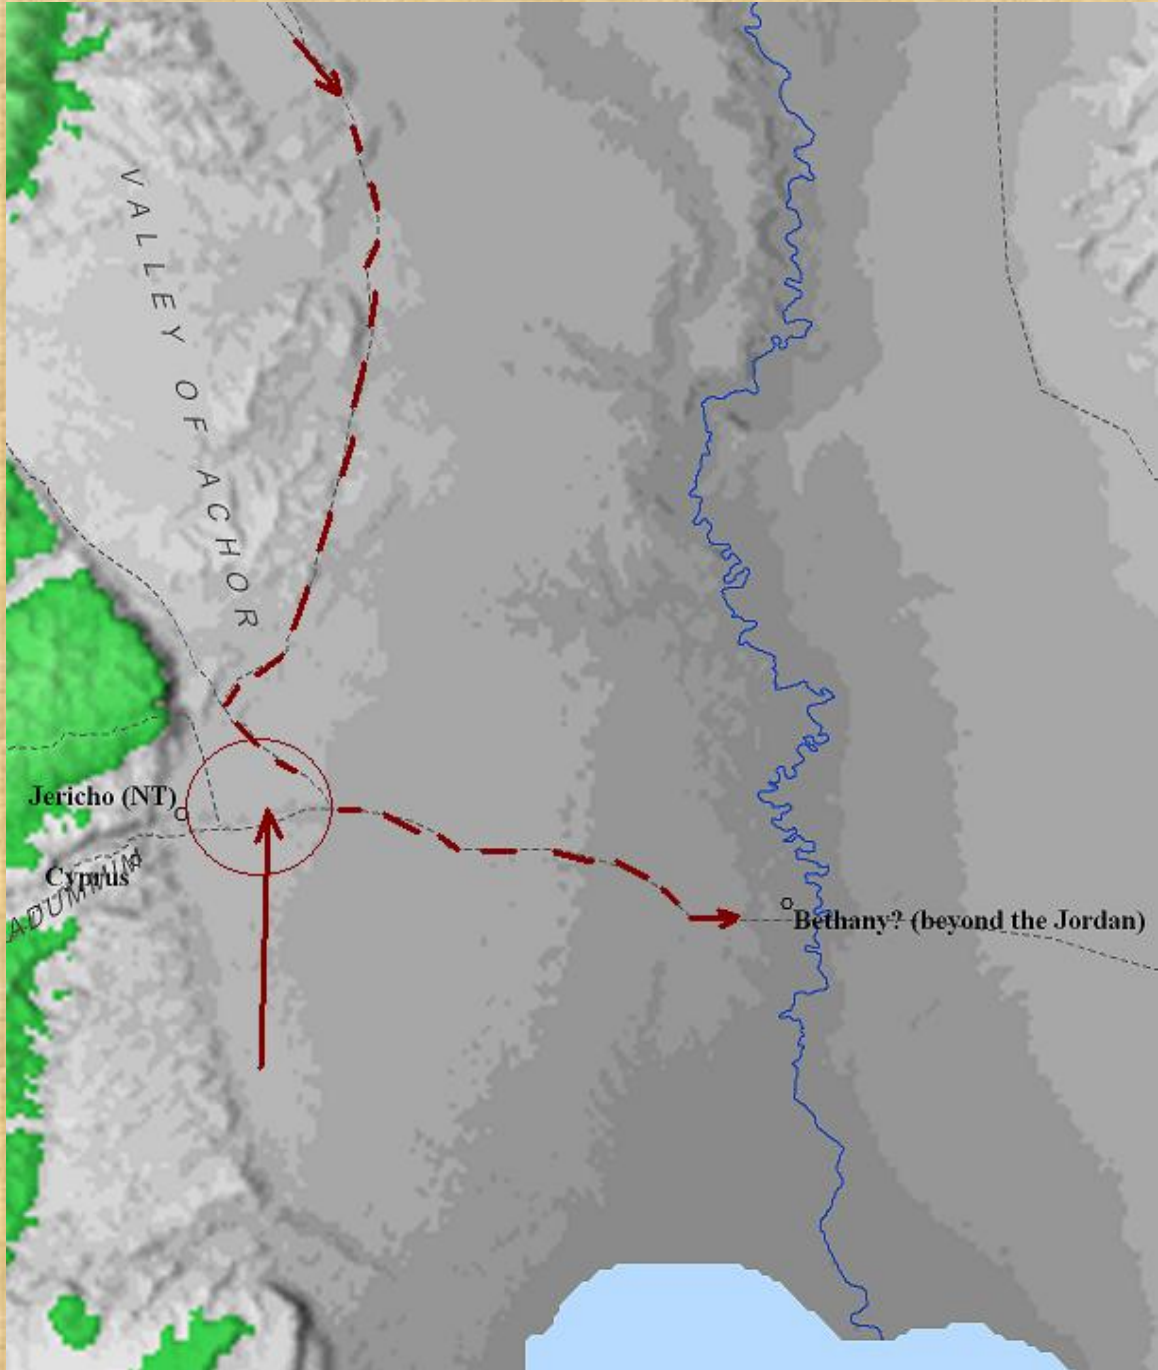 VALLEY OF ACHOR
Jericho (NT)
Cyprus
ADUMMIM
Bethany? (beyond the Jordan)